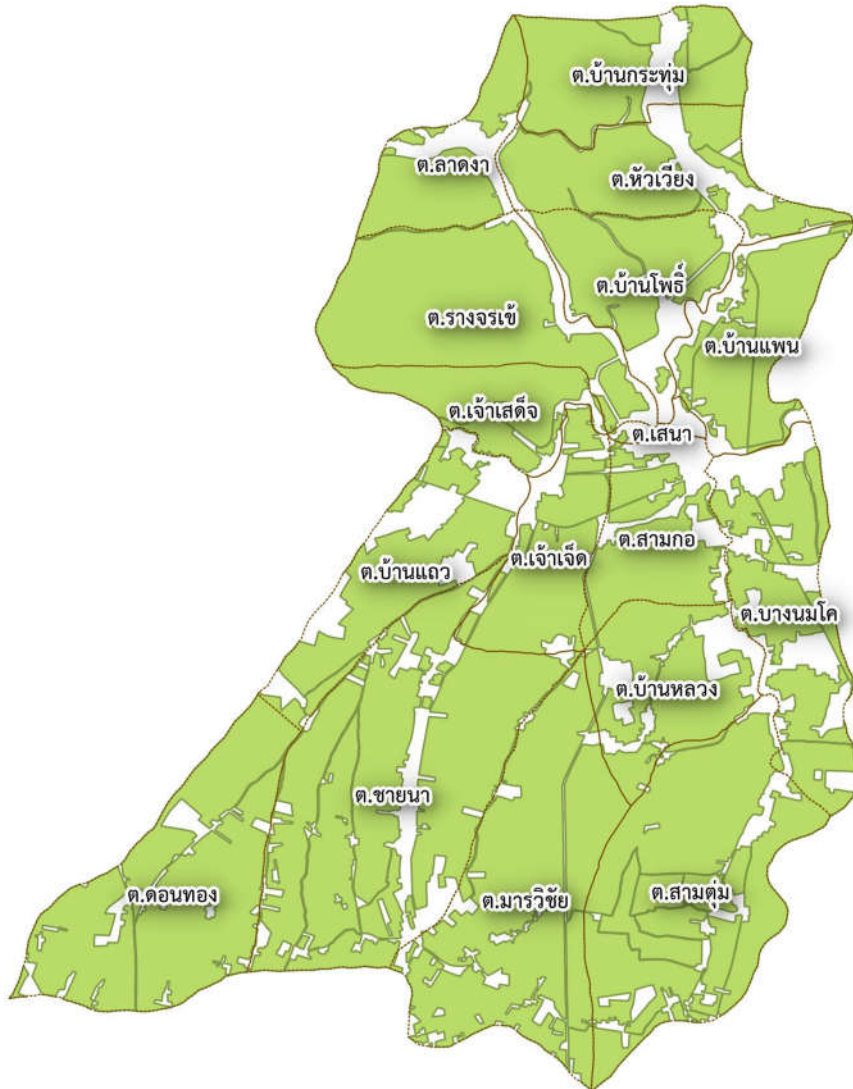 ต.บ้านกระทุ่ม
ต.ลาดงา
ต.หัวเวียง
ต.บ้านโพธิ์
ต.รางจรเข้
ต.บ้านแพน
ต.เจ้าเสด็จ
ต.เสนา
ต.สามกอ
ต.เจ้าเจ็ด
ต.บ้านแถว
ต.บางนมโค
ต.บ้านหลวง
ต.ชายนา
ต.ดอนทอง
ต.มารวิชัย
ต.สามตุ่ม